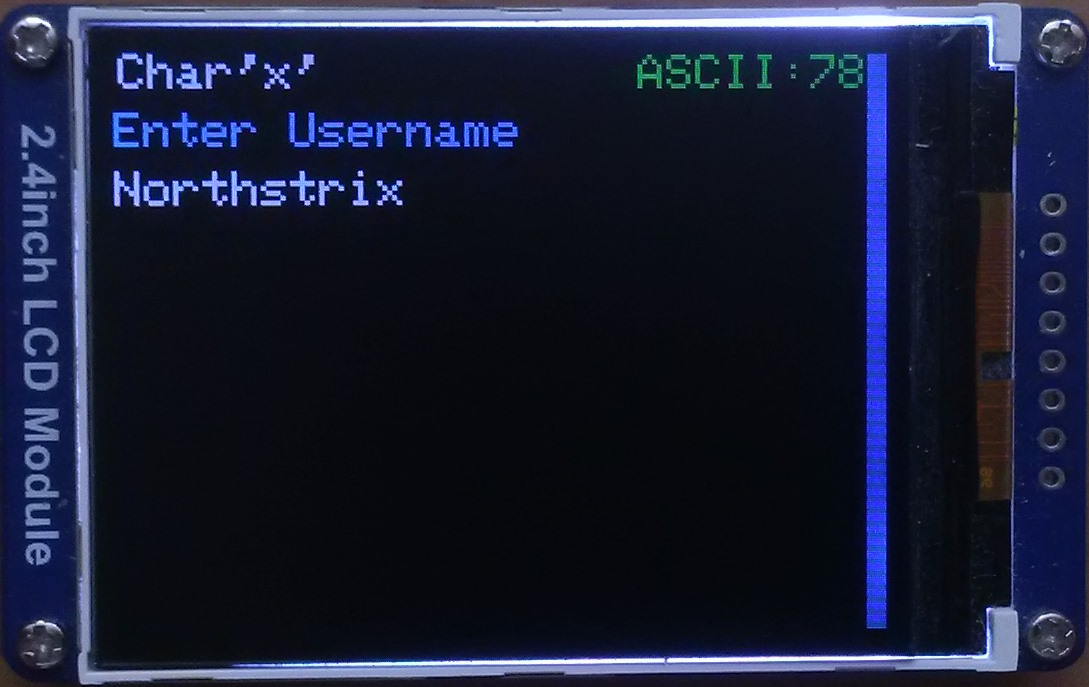 Char'x' ASCII:78
Enter Username
Northstrix
2.4inch LCD Module